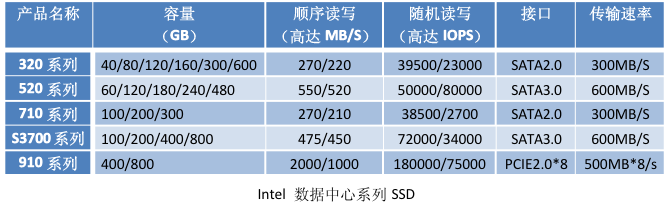 产品名称 容量 顺序读写 随机读写 接口 传输速率
（GB） （高达 MB/S） （高达 IOPS）
320 系列 40/80/120/160/300/600 270/220 39500/23000 SATA2.0 300MB/S
520 系列 60/120/180/240/480 550/520 50000/80000 SATA3.0 600MB/S
710 系列 100/200/300 270/210 38500/2700 SATA2.0 300MB/S
S3700 系列 100/200/400/800 475/450 72000/34000 SATA3.0 600MB/S
910 系列 400/800 2000/1000 180000/75000 PCIE2.0*8 500MB*8/s
Intel 数据中心系列 SSD